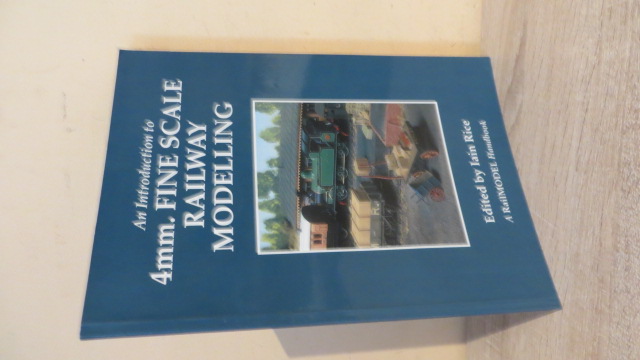 An Introduction to
4mm. FINE SCALE
RAILWAY
MODELLING
Edited by Iain Rice
A RailMODEL Handbook